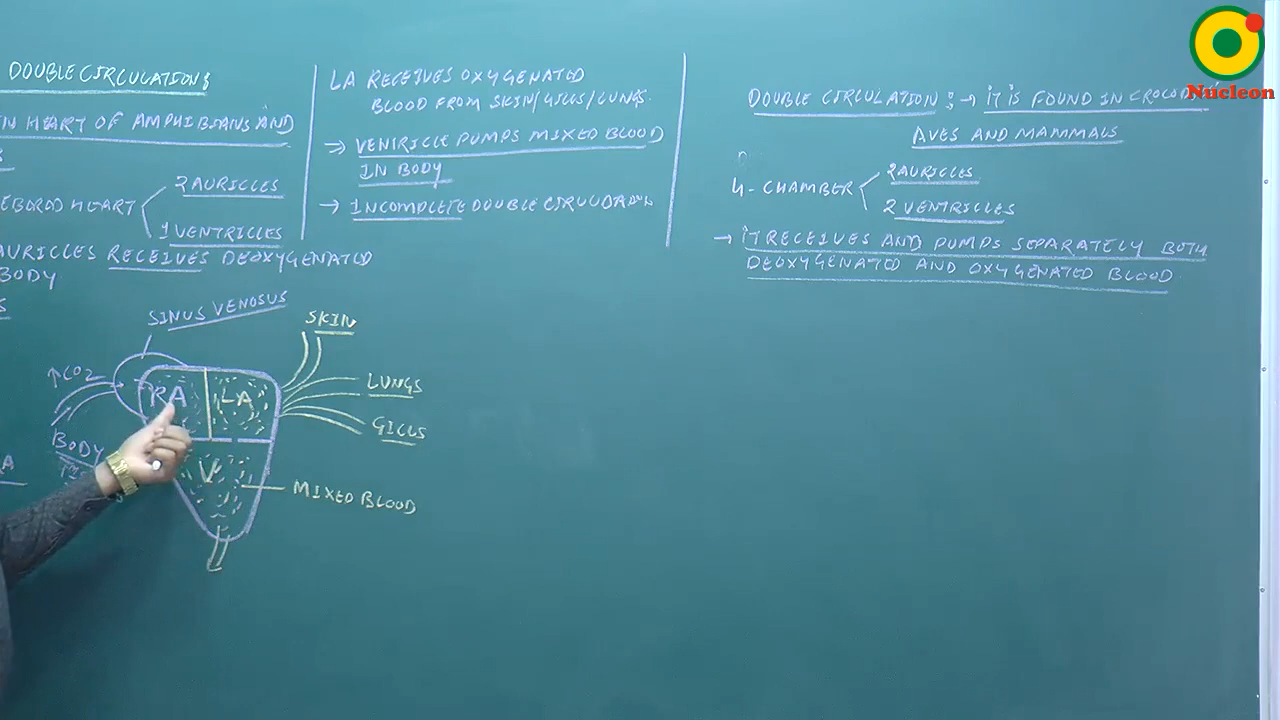 DOUBLE CIRCULATION:
IN HEART OF AMPHIBIANS AND
2 AURICLES
HEART
1 VENTRICLES
AURICLES RECEIVES DEOXYGENATED
BODY
SINUS VENOSUS
SKIN
↑CO2
RA
LA
LUNGS
GILLS
BODY
V
MIXED BLOOD
LA RECEIVES OXYGENATED
BLOOD FROM SKIN/GILLS/LUNGS.
⇒ VENTRICLE PUMPS MIXED BLOOD
IN BODY
→ INCOMPLETE DOUBLE CIRCULATION
DOUBLE CIRCULATION :→ IT IS FOUND IN
AVES AND MAMMALS
4-CHAMBER
2 AURICLES
2 VENTRICLES
→ IT RECEIVES AND PUMPS SEPARATELY BOTH
DEOXYGENATED AND OXYGENATED BLOOD
Nucleon